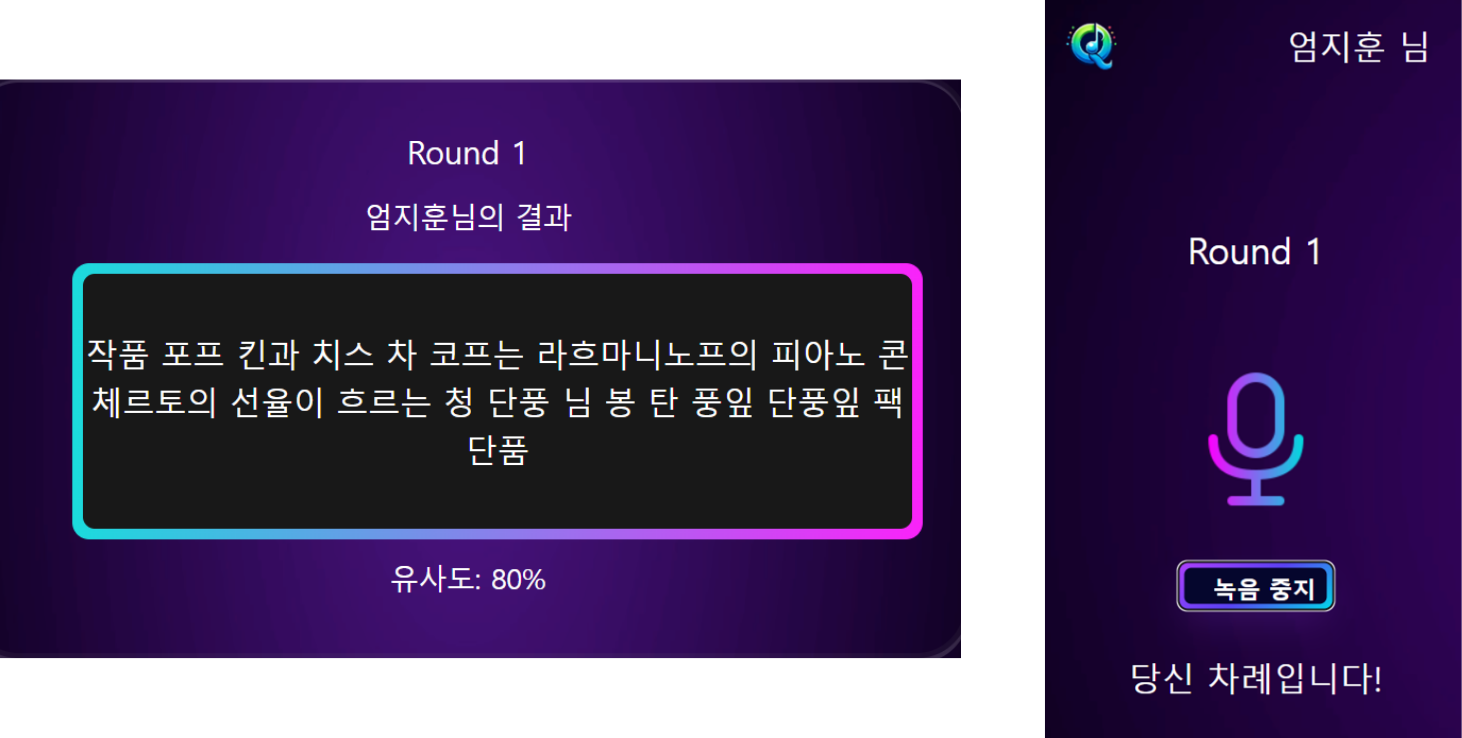 Round 1
엄지훈님의 결과
작품 포프 킨과 치스 차 코프는 라흐마니노프의 피아노 콘
체르토의 선율이 흐르는 청 단풍 님 봉 탄 풍잎 단풍잎 팩
단품
유사도: 80%
엄지훈 님
Round 1
녹음 중지
당신 차례입니다!